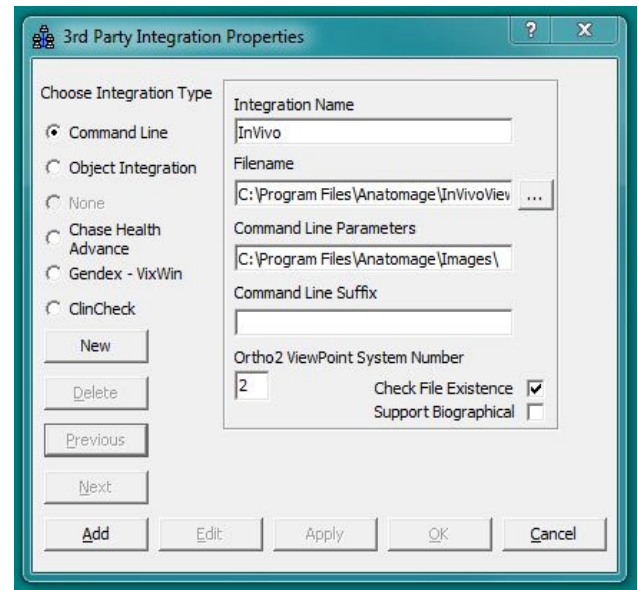 3rd Party Integration Properties
Choose Integration Type
Command Line
Object Integration
None
Chase Health
Advance
Gendex - VixWin
ClinCheck
New
Delete
Previous
Next
Integration Name
InVivo
Filename
C:\Program Files\Anatomage\InVivoView
...
Command Line Parameters
C:\Program Files\Anatomage\Images\
Command Line Suffix
Ortho2 ViewPoint System Number
2
Check File Existence
Support Biographical
Add
Edit
Apply
OK
Cancel